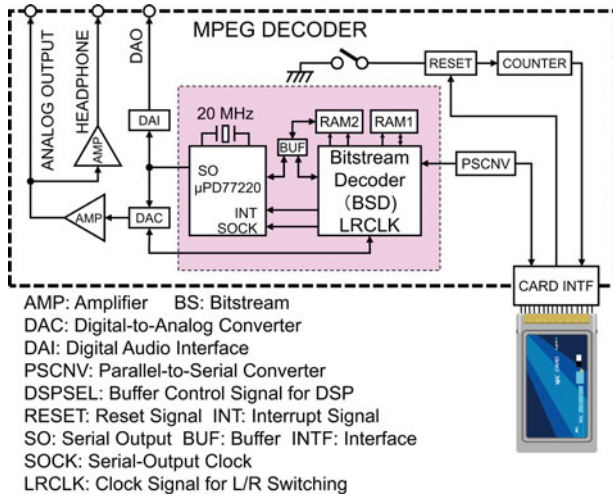 MPEG DECODER
ANALOG OUTPUT
HEADPHONE
DAO
RESET
COUNTER
20 MHz
RAM2
RAM1
DAI
AMP
BUF
SO
µPD77220
Bitstream
Decoder
(BSD)
LRCLK
PSCNV
INT
SOCK
AMP
DAC
CARD INTF
AMP: Amplifier BS: Bitstream
DAC: Digital-to-Analog Converter
DAI: Digital Audio Interface
PSCNV: Parallel-to-Serial Converter
DSPSEL: Buffer Control Signal for DSP
RESET: Reset Signal INT: Interrupt Signal
SO: Serial Output BUF: Buffer INTF: Interface
SOCK: Serial-Output Clock
LRCLK: Clock Signal for L/R Switching